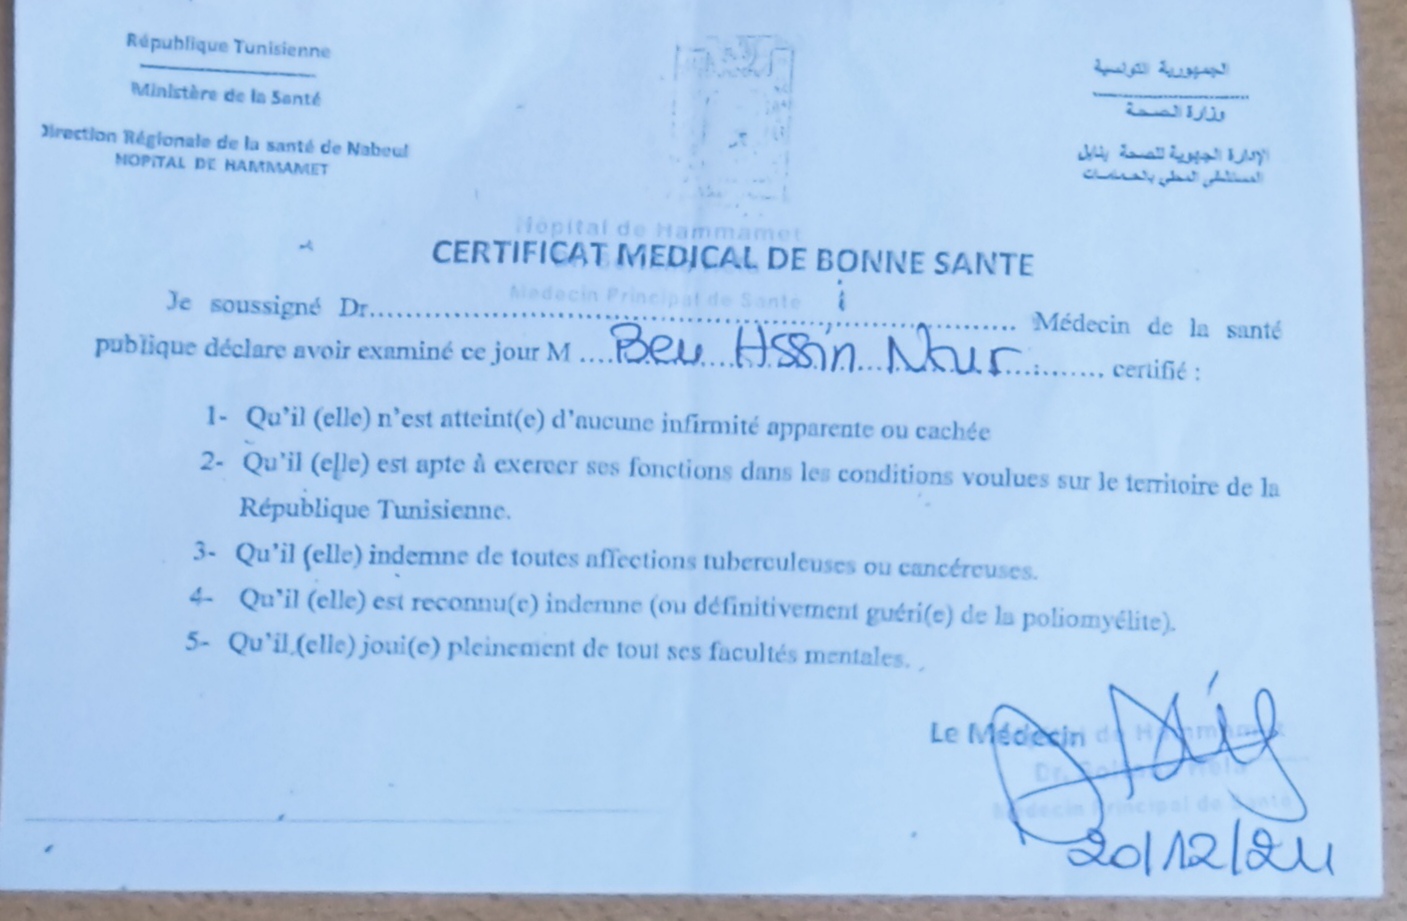 République Tunisienne
Ministère de la Santé
Direction Régionale de la santé de Nabeul
HOPITAL DE HAMMAMET
الجمهورية التونسية
وزارة الصحة
الإدارة الجهوية للصحة بنابل
المستشفى المحلي بالحمامات
Hopital de Hammamet
CERTIFICAT MEDICAL DE BONNE SANTE
Medecin Principal de Sante
Je soussigné Dr.......................................................................... Médecin de la santé
publique déclare avoir examiné ce jour M .... Ben Hssin Nour ........... certifié :
1- Qu'il (elle) n'est atteint(e) d'aucune infirmité apparente ou cachée
2- Qu'il (elle) est apte à exercer ses fonctions dans les conditions voulues sur le territoire de la
République Tunisienne.
3- Qu'il (elle) indemne de toutes affections tuberculeuses ou cancéreuses.
4- Qu'il (elle) est reconnu(e) indemne (ou définitivement guéri(e) de la poliomyélite).
5- Qu'il (elle) joui(e) pleinement de tout ses facultés mentales.
Le Médecin
de Hammamet
Dr.
Medecin Principal de Sante
20/12/24